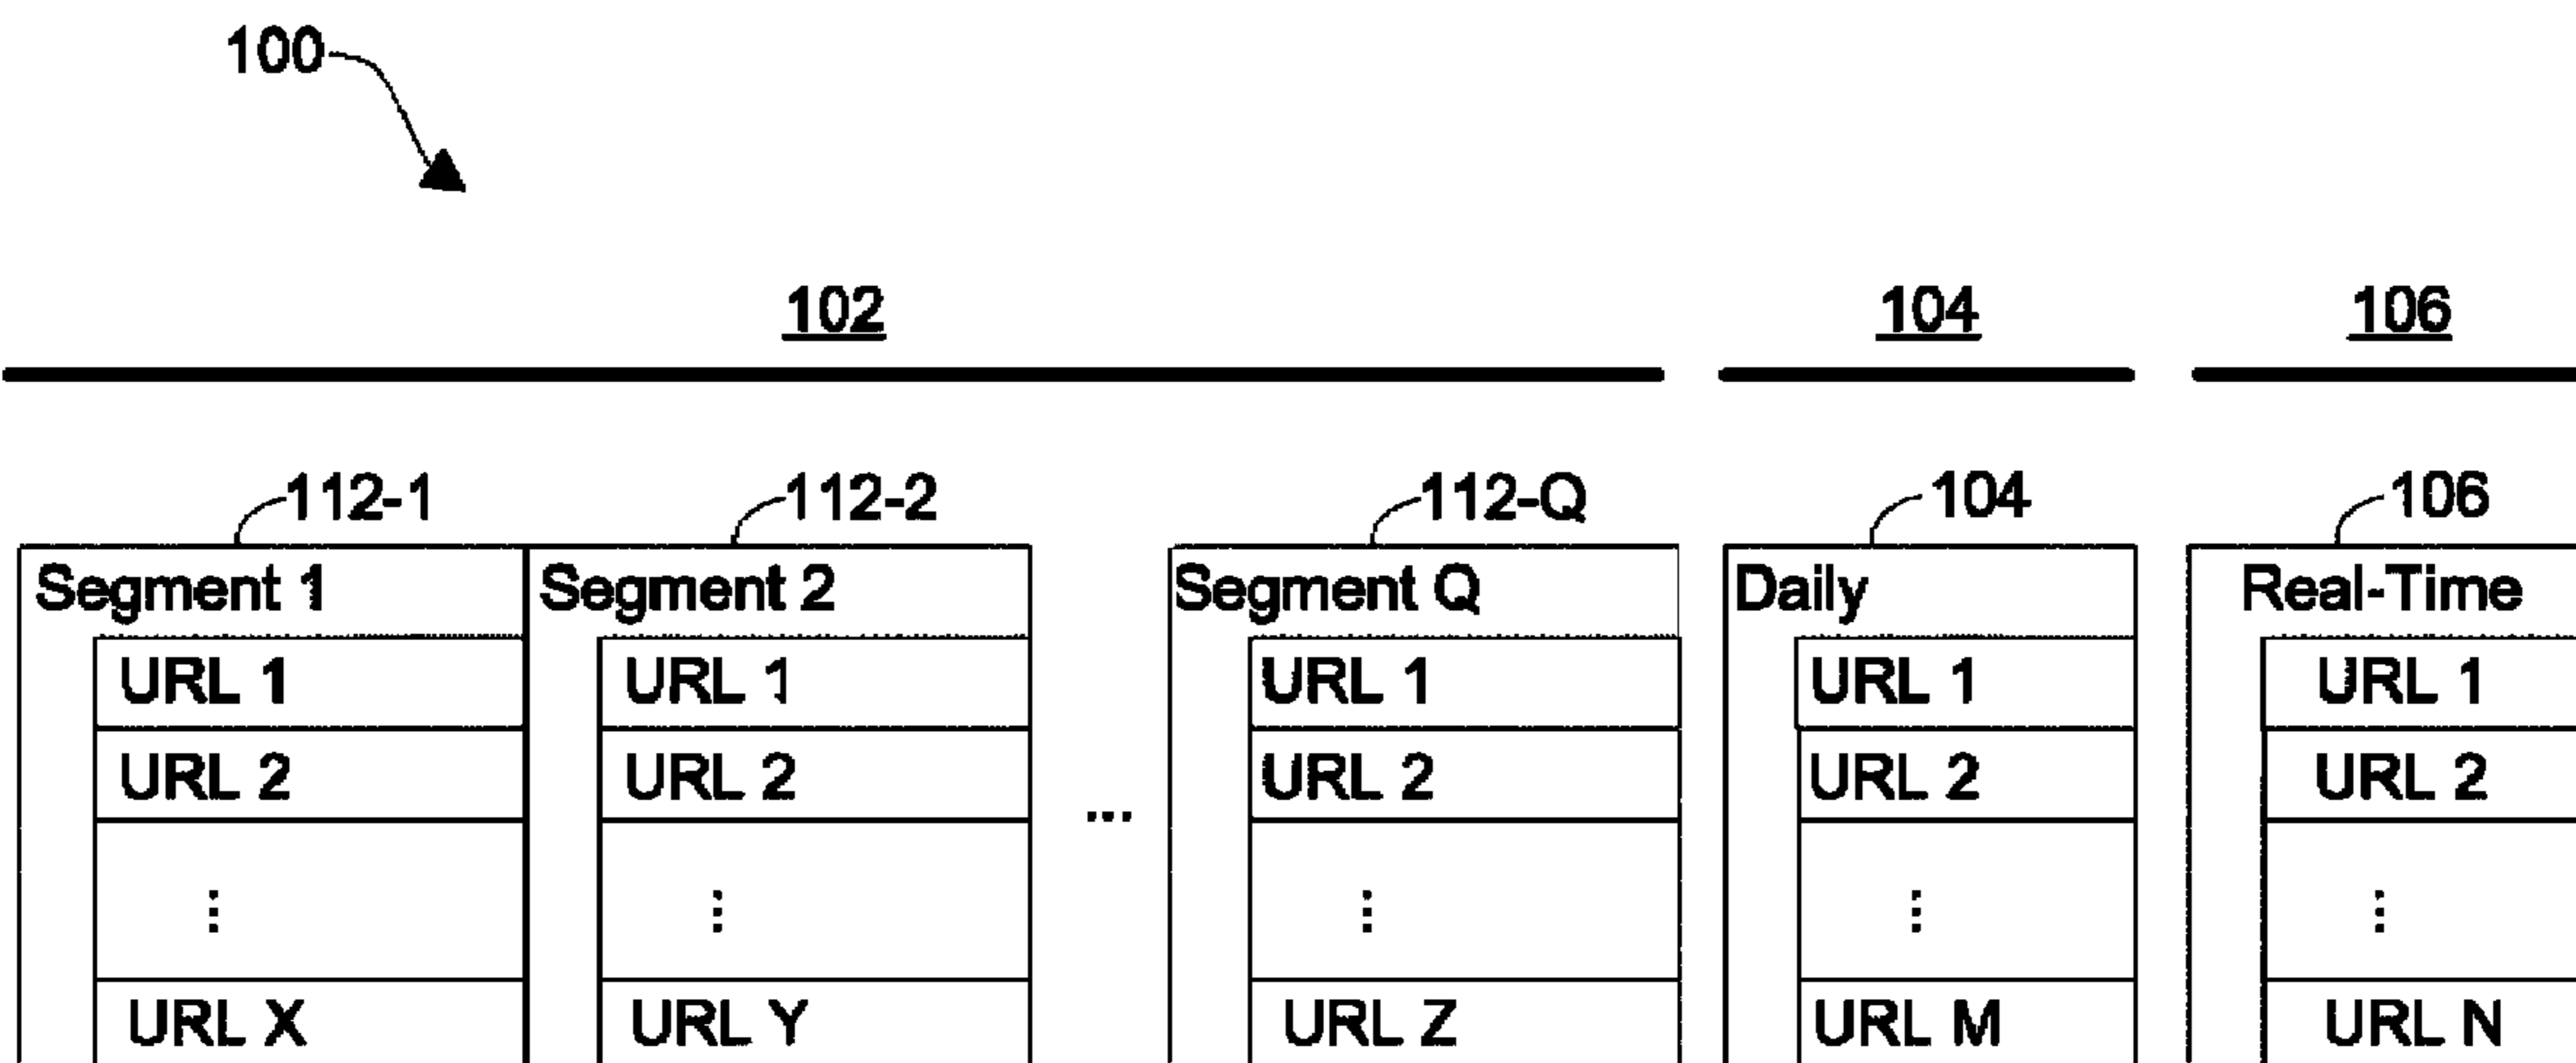 100
102 104 106
112-1 112-2 112-Q 104 106
Segment 1 Segment 2 Segment Q Daily Real-Time
URL 1 URL 1 URL 1 URL 1 URL 1
URL 2 URL 2 URL 2 URL 2 URL 2
...
⋮ ⋮ ⋮ ⋮ ⋮
URL X URL Y URL Z URL M URL N